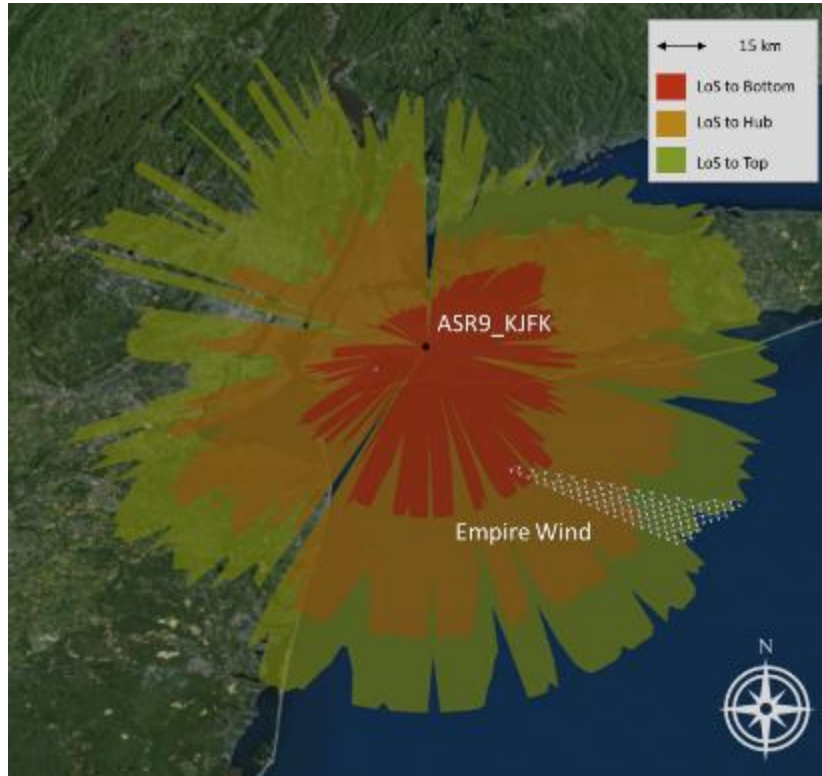 15 km
LoS to Bottom
LoS to Hub
LoS to Top
ASR9_KJFK
Empire Wind
N